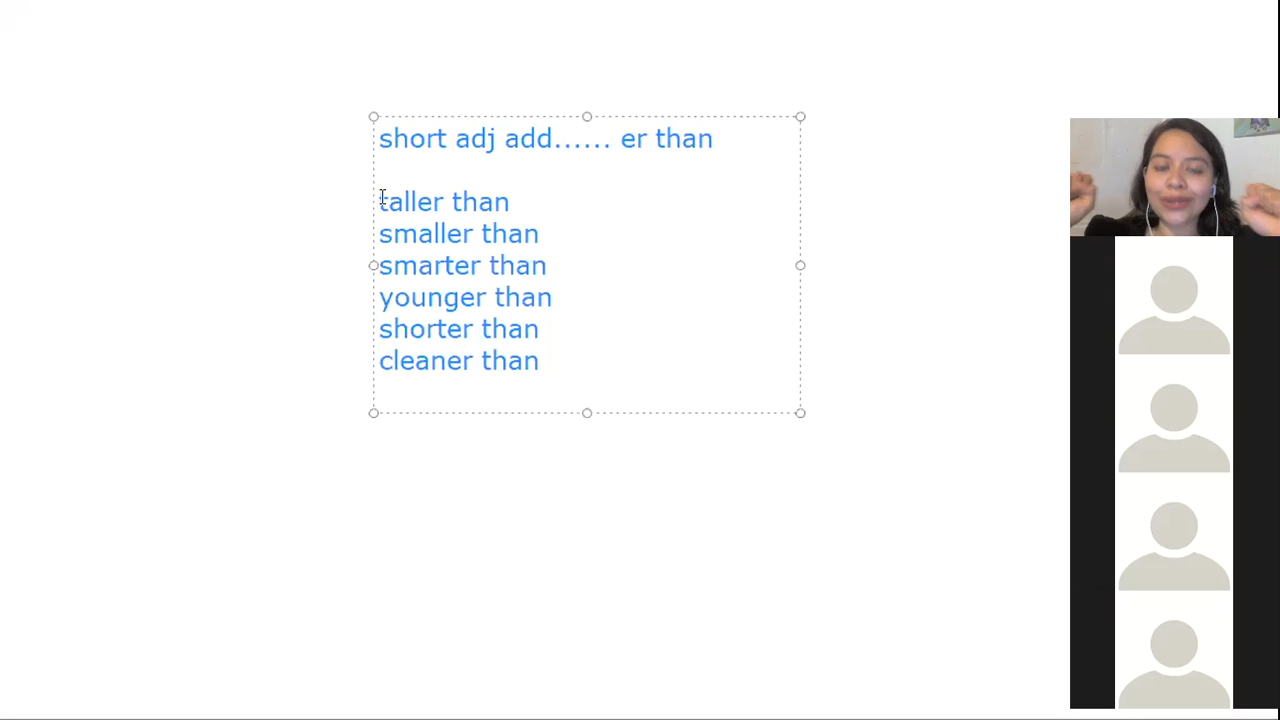 short adj add...... er than
taller than
smaller than
smarter than
younger than
shorter than
cleaner than